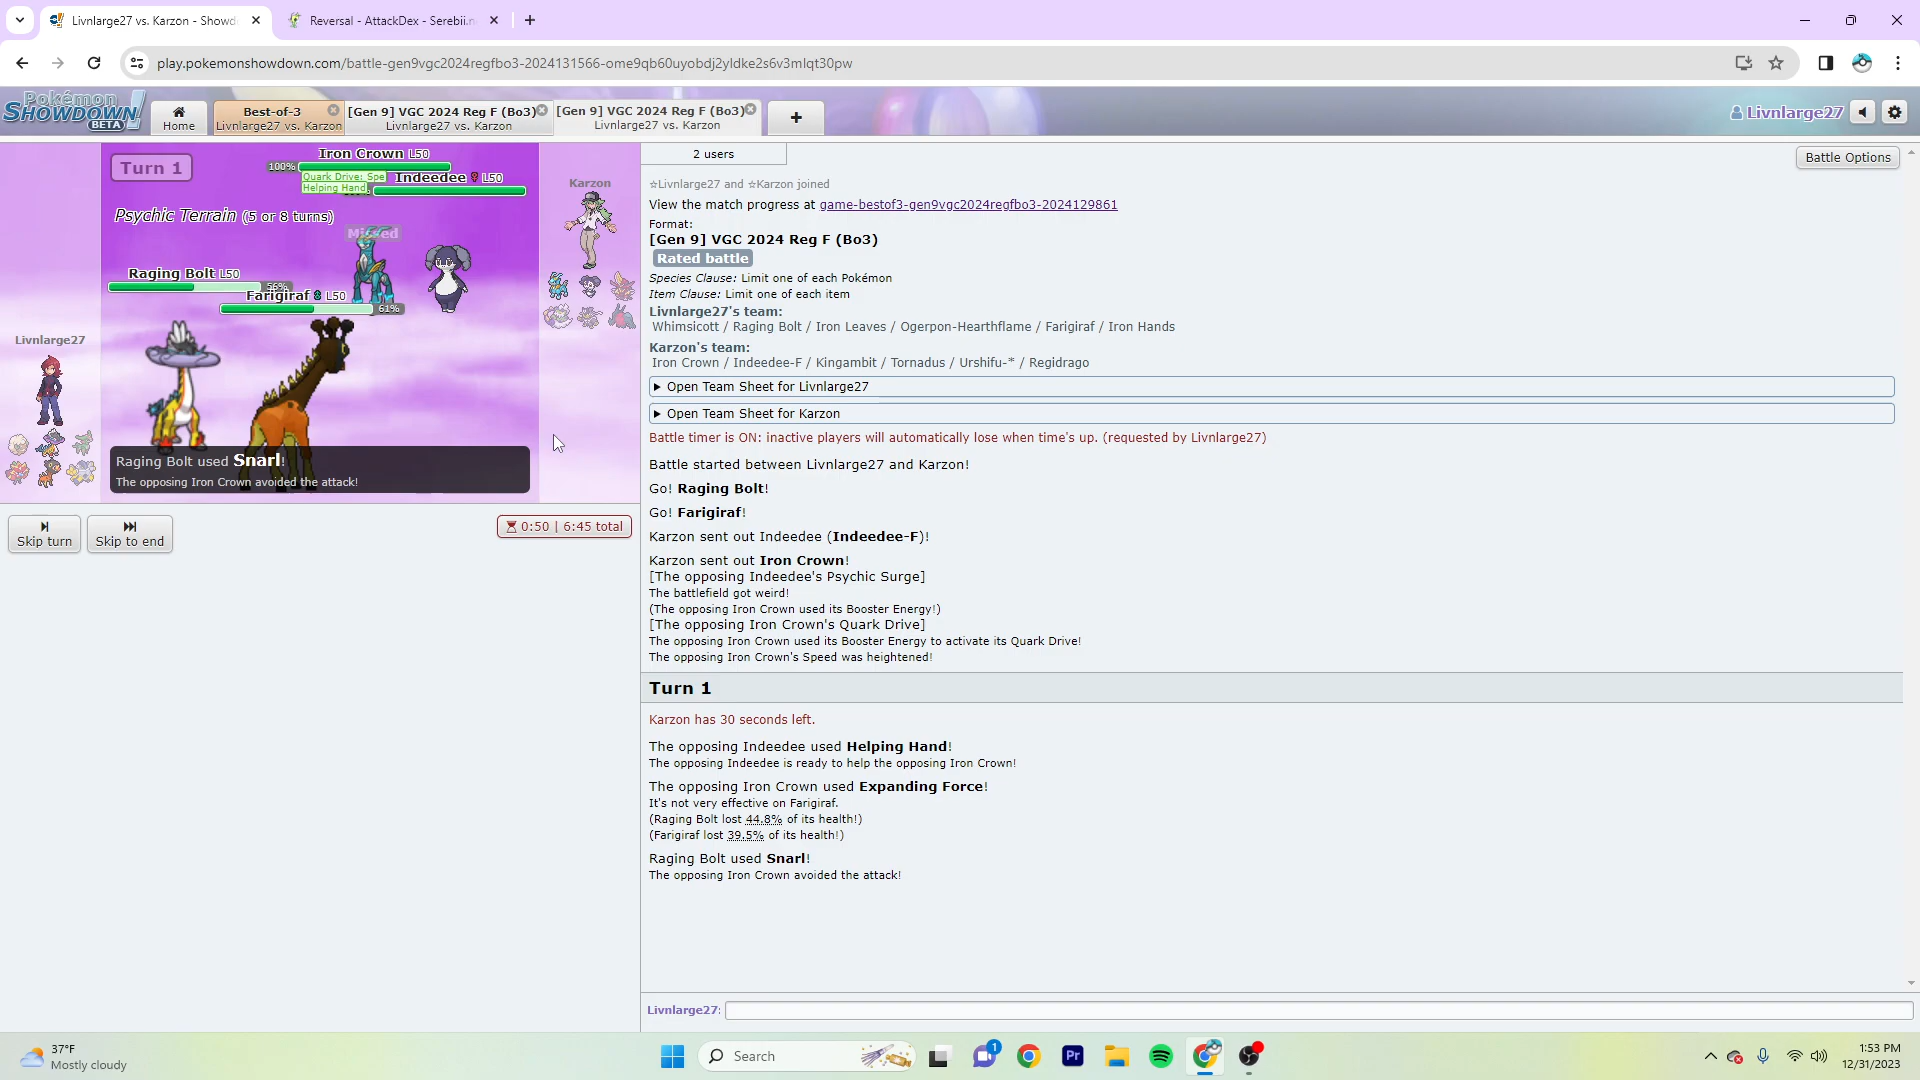 Livnlarge27 vs. Karzon - Showd
Reversal - AttackDex - Serebii.n
play.pokemonshowdown.com/battle-gen9vgc2024regfbo3-2024131566-ome9qb60uyobdj2yldke2s6v3mlqt30pw
Pokémon
SHOWDOWN!
BETA
Home
Best-of-3
Livnlarge27 vs. Karzon
[Gen 9] VGC 2024 Reg F (Bo3)
Livnlarge27 vs. Karzon
[Gen 9] VGC 2024 Reg F (Bo3)
Livnlarge27 vs. Karzon
+
Livnlarge27
Turn 1
Iron Crown L50
100%
Quark Drive: Spe
Helping Hand
Indeedee L50
Psychic Terrain (5 or 8 turns)
Missed
Raging Bolt L50
56%
Farigiraf L50
61%
Karzon
Livnlarge27
Raging Bolt used Snarl!
The opposing Iron Crown avoided the attack!
Skip turn
Skip to end
0:50 | 6:45 total
2 users
Battle Options
☆Livnlarge27 and ☆Karzon joined
View the match progress at game-bestof3-gen9vgc2024regfbo3-2024129861
Format:
[Gen 9] VGC 2024 Reg F (Bo3)
Rated battle
Species Clause: Limit one of each Pokémon
Item Clause: Limit one of each item
Livnlarge27's team:
Whimsicott / Raging Bolt / Iron Leaves / Ogerpon-Hearthflame / Farigiraf / Iron Hands
Karzon's team:
Iron Crown / Indeedee-F / Kingambit / Tornadus / Urshifu-* / Regidrago
▶ Open Team Sheet for Livnlarge27
▶ Open Team Sheet for Karzon
Battle timer is ON: inactive players will automatically lose when time's up. (requested by Livnlarge27)
Battle started between Livnlarge27 and Karzon!
Go! Raging Bolt!
Go! Farigiraf!
Karzon sent out Indeedee (Indeedee-F)!
Karzon sent out Iron Crown!
[The opposing Indeedee's Psychic Surge]
The battlefield got weird!
(The opposing Iron Crown used its Booster Energy!)
[The opposing Iron Crown's Quark Drive]
The opposing Iron Crown used its Booster Energy to activate its Quark Drive!
The opposing Iron Crown's Speed was heightened!
Turn 1
Karzon has 30 seconds left.
The opposing Indeedee used Helping Hand!
The opposing Indeedee is ready to help the opposing Iron Crown!
The opposing Iron Crown used Expanding Force!
It's not very effective on Farigiraf.
(Raging Bolt lost 44.8% of its health!)
(Farigiraf lost 39.5% of its health!)
Raging Bolt used Snarl!
The opposing Iron Crown avoided the attack!
Livnlarge27:
37°F
Mostly cloudy
Search
1
Pr
1:53 PM
12/31/2023